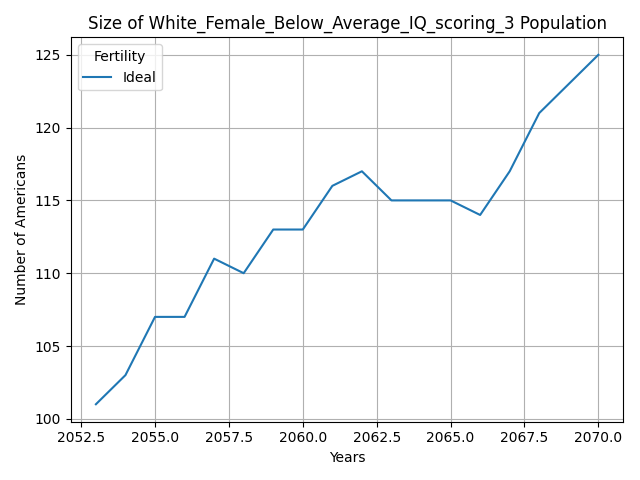 Size of White_Female_Below_Average_IQ_scoring_3 Population
Fertility
Ideal
Number of Americans
125
120
115
110
105
100
2052.5 2055.0 2057.5 2060.0 2062.5 2065.0 2067.5 2070.0
Years